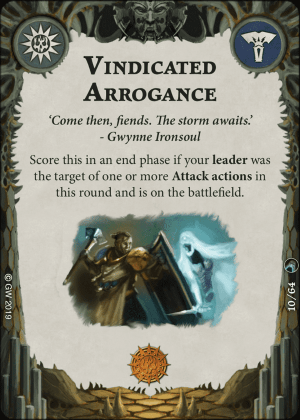 VINDICATED
ARROGANCE
‘Come then, fiends. The storm awaits.’
- Gwynne Ironsoul
Score this in an end phase if your leader was
the target of one or more Attack actions in
this round and is on the battlefield.
© GW 2019
10/64